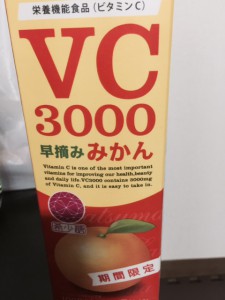 栄養機能食品(ビタミンC)
VC
3000
早摘みみかん
Vitamin C is one of the most important
vitamins for improving our health,beauty
and daily life. VC3000 contains 3000mg
of Vitamin C, and it is easy to take in.
期間限定